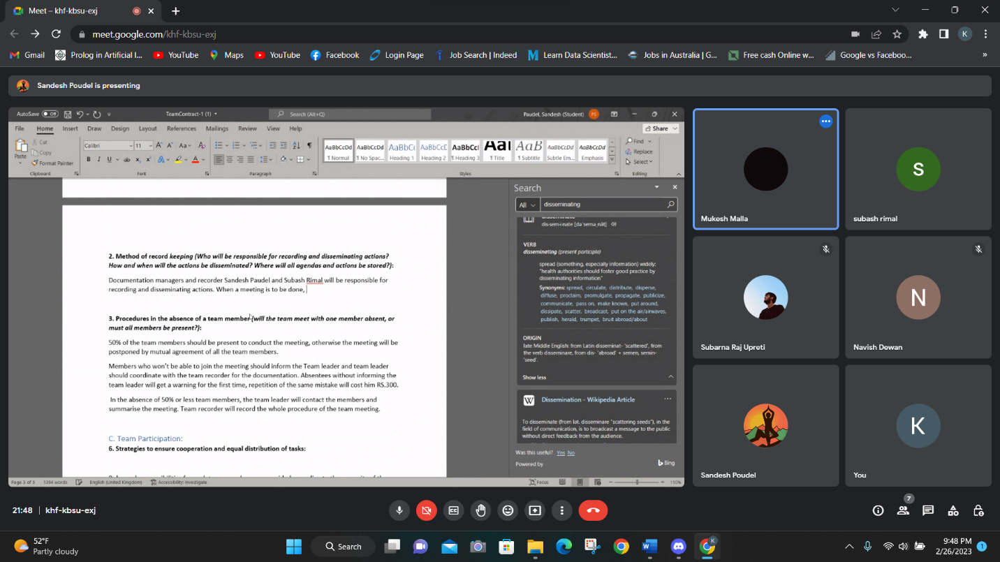 Meet – khf-kbsu-exj
meet.google.com/khf-kbsu-exj
K
Gmail
Prolog in Artificial I...
YouTube
Maps
YouTube
Facebook
Login Page
Job Search | Indeed
Learn Data Scientist...
Jobs in Australia | G...
Free cash Online w...
Google vs Faceboo...
»
Sandesh Poudel is presenting
AutoSave Off
TeamContract-1 (1)
Search (Alt+Q)
Paudel, Sandesh (Student)
PS
File Home Insert Draw Design Layout References Mailings Review View Help
Share
Paste
Cut
Copy
Format Painter
Clipboard
Calibri 11
Font
Paragraph
AaBbCcDd
¶ Normal
AaBbCcDd
¶ No Spac...
AaBbC
Heading 1
AaBbCcC
Heading 2
AaBbCcI
¶ Heading 3
AaI
¶ Title
AaB
¶ Subtitle
AaBbCcDd
Subtle Em...
AaBbCcDd
Emphasis
Styles
Find
Replace
Select
Editing
2. Method of record keeping (Who will be responsible for recording and disseminating actions?
How and when will the actions be disseminated? Where will all agendas and actions be stored?):
Documentation managers and recorder Sandesh Paudel and Subash Rimal will be responsible for
recording and disseminating actions. When a meeting is to be done,
3. Procedures in the absence of a team member (will the team meet with one member absent, or
must all members be present?):
50% of the team members should be present to conduct the meeting, otherwise the meeting will be
postponed by mutual agreement of all the team members.
Members who won't be able to join the meeting should inform the Team leader and team leader
should coordinate with the team recorder for the documentation. Absentees without informing the
team leader will get a warning for the first time, repetition of the same mistake will cost him RS.300.
In the absence of 50% or less team members, the team leader will contact the members and
summarise the meeting. Team recorder will record the whole procedure of the team meeting.
C. Team Participation:
6. Strategies to ensure cooperation and equal distribution of tasks:
Search
All
disseminating
disseminate
VERB
disseminating (present participle)
spread (something, especially information) widely:
"health authorities should foster good practice by
disseminating information"
Synonyms: spread, circulate, distribute, disperse,
diffuse, proclaim, promulgate, propagate, publicize,
communicate, pass on, make known, put around,
dissipate, scatter, broadcast, put on the air/airwaves,
publish, herald, trumpet, bruit abroad/about
ORIGIN
late Middle English: from Latin disseminat- 'scattered', from
the verb disseminare, from dis- 'abroad' + semen, semin-
'seed'.
Show less
W
Dissemination - Wikipedia Article
To disseminate (from lat. disseminare "scattering seeds"), in the
field of communication, is to broadcast a message to the public
without direct feedback from the audience.
Was this useful? Yes No
Powered by
Bing
Page 3 of 5
1394 words
English (United Kingdom)
Accessibility: Investigate
Focus
110%
Mukesh Malla
S
subash rimal
Subarna Raj Upreti
N
Navish Dewan
Sandesh Poudel
K
You
21:48 | khf-kbsu-exj
7
52°F
Partly cloudy
Search
K
9:48 PM
2/26/2023
1